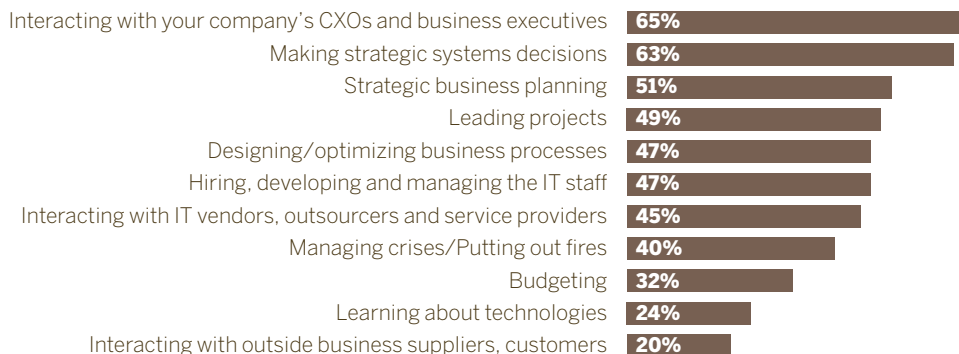 Interacting with your company's CXOs and business executives 65%
Making strategic systems decisions 63%
Strategic business planning 51%
Leading projects 49%
Designing/optimizing business processes 47%
Hiring, developing and managing the IT staff 47%
Interacting with IT vendors, outsourcers and service providers 45%
Managing crises/Putting out fires 40%
Budgeting 32%
Learning about technologies 24%
Interacting with outside business suppliers, customers 20%